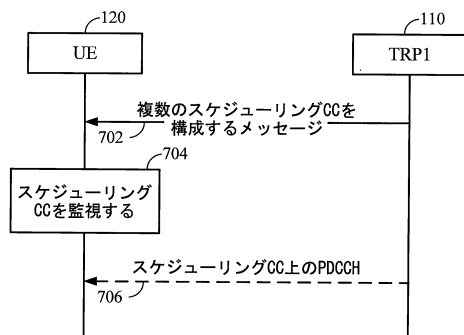 120
110
UE
TRP1
複数のスケジューリングCCを
構成するメッセージ
702
704
スケジューリング
CCを監視する
スケジューリングCC上のPDCCH
706